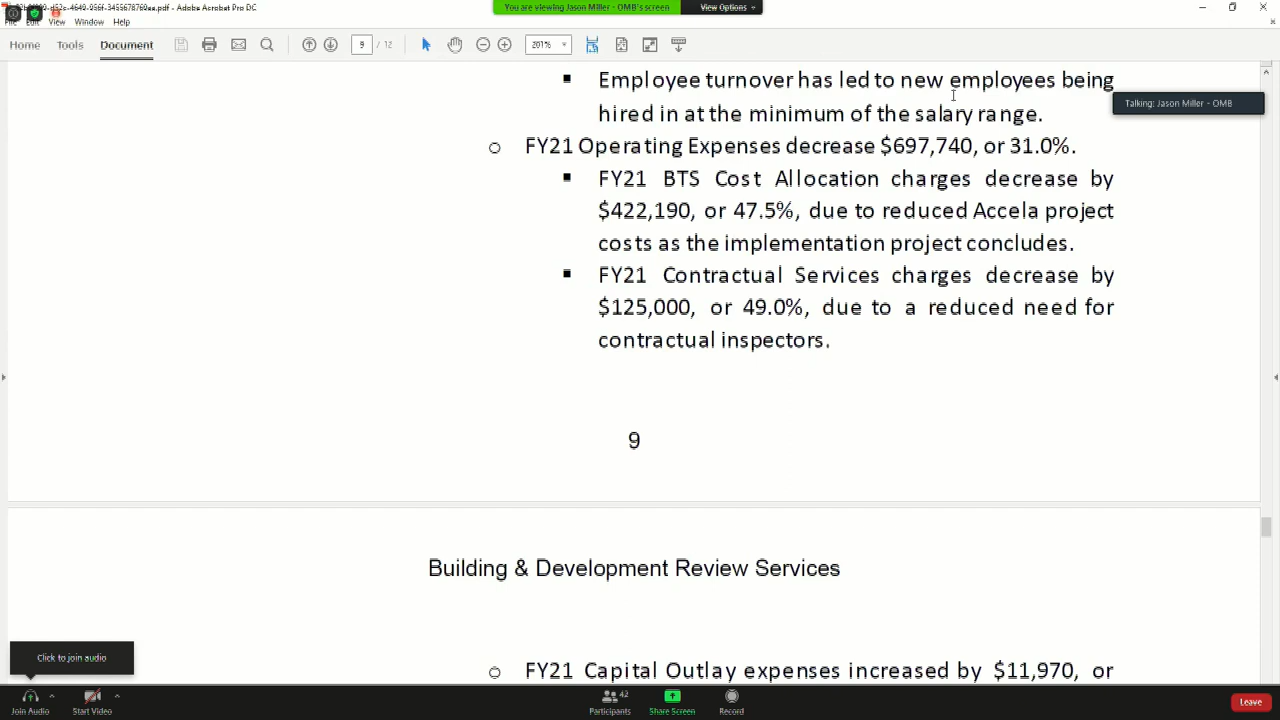 - Adobe Acrobat Pro DC
You are viewing Jason Miller - OMB's screen
View Options
File Edit View Window Help
Home Tools Document 9 / 12 201%
Talking: Jason Miller - OMB
▪ Employee turnover has led to new employees being
hired in at the minimum of the salary range.
o FY21 Operating Expenses decrease $697,740, or 31.0%.
▪ FY21 BTS Cost Allocation charges decrease by
$422,190, or 47.5%, due to reduced Accela project
costs as the implementation project concludes.
▪ FY21 Contractual Services charges decrease by
$125,000, or 49.0%, due to a reduced need for
contractual inspectors.
9
Building & Development Review Services
o FY21 Capital Outlay expenses increased by $11,970, or
Click to join audio
Join Audio Start Video Participants 42 Share Screen Record Leave